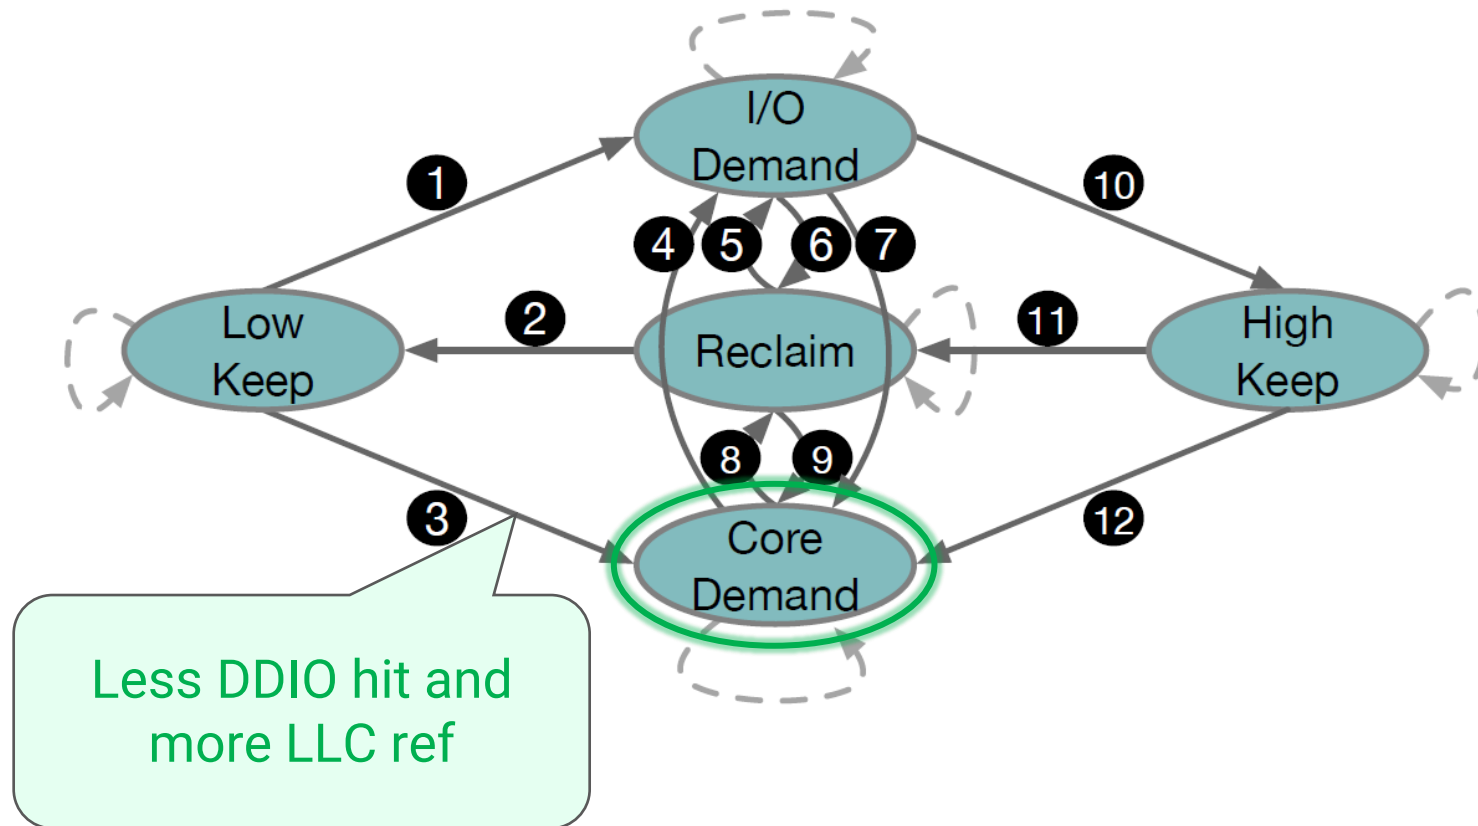 I/O
Demand
1
10
4
5
6
7
Low
Keep
2
Reclaim
11
High
Keep
8
9
3
12
Core
Demand
Less DDIO hit and
more LLC ref